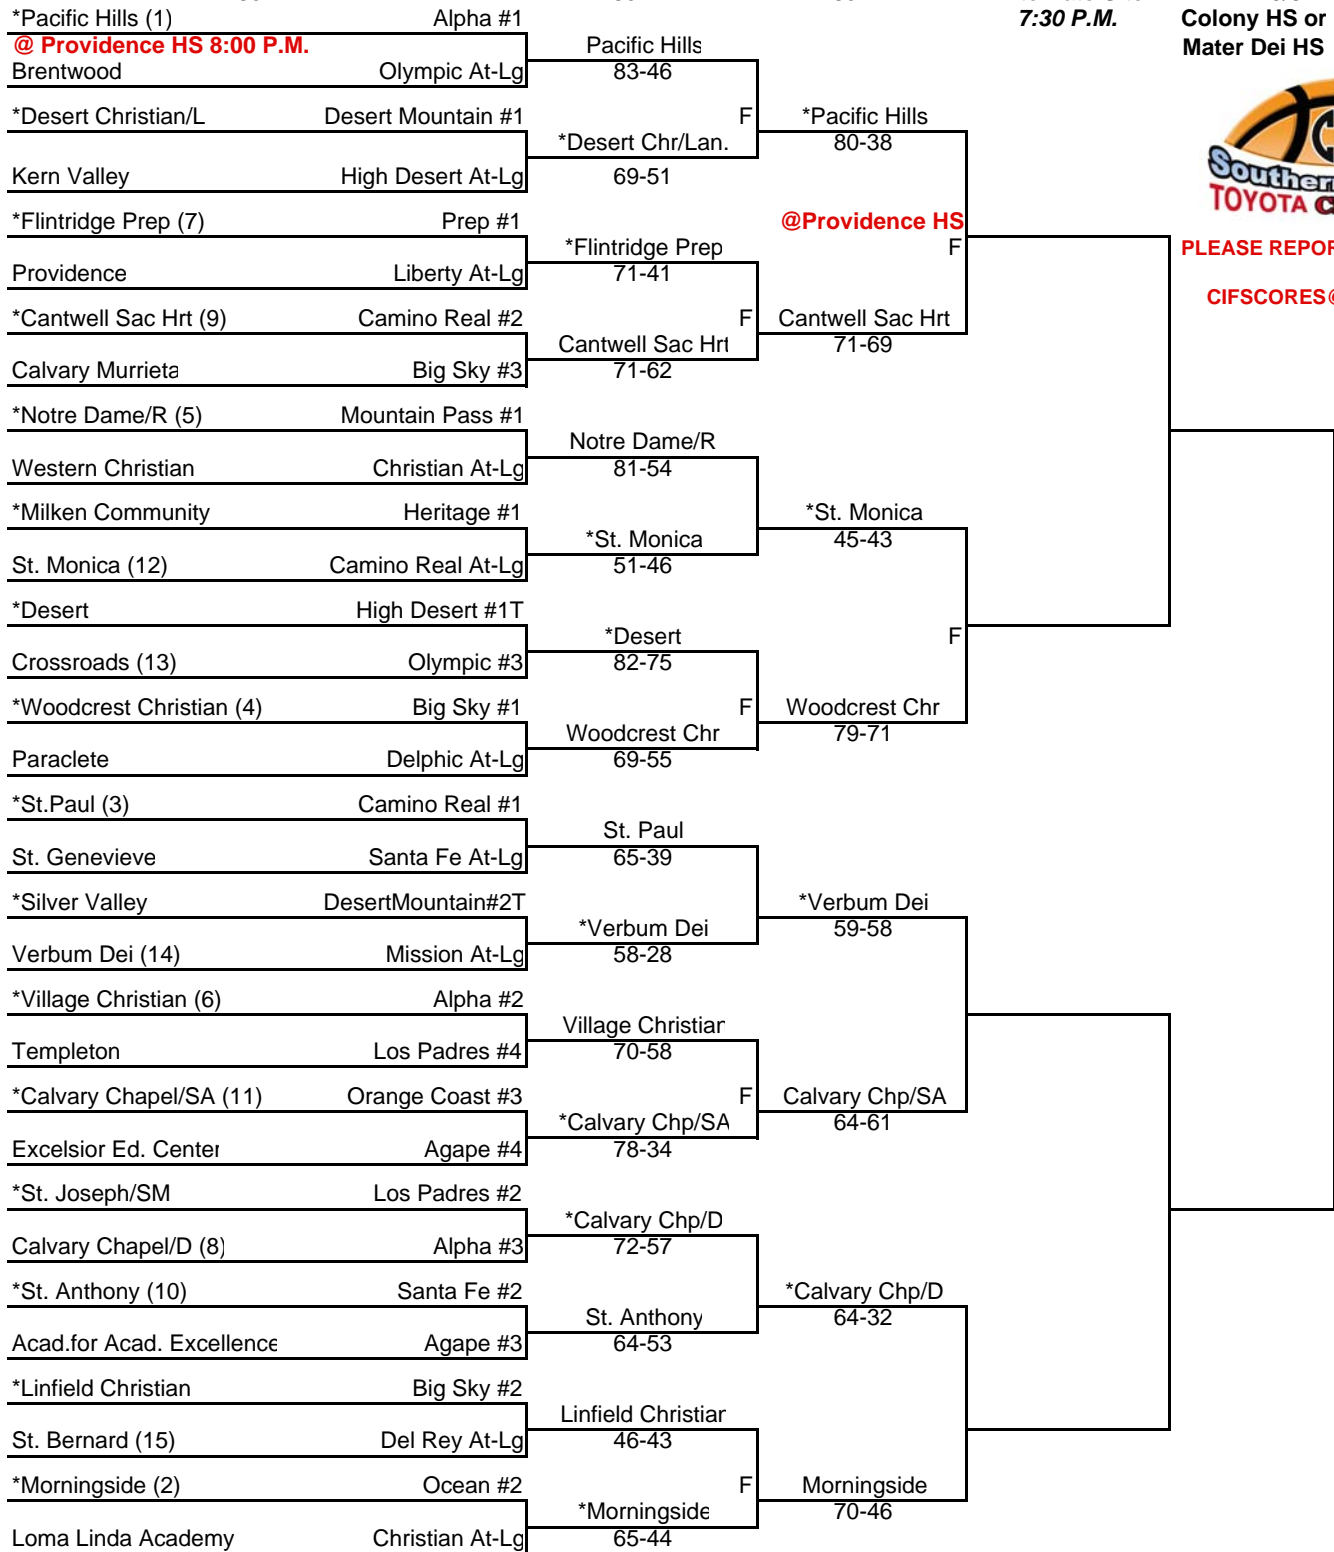 *Pacific Hills (1) Alpha #1 7:30 P.M. Colony HS or
@ Providence HS 8:00 P.M. Pacific Hills Mater Dei HS
Brentwood Olympic At-Lg 83-46
*Desert Christian/L Desert Mountain #1 F *Pacific Hills
*Desert Chr/Lan. 80-38
Kern Valley High Desert At-Lg 69-51
Southern
TOYOTA
*Flintridge Prep (7) Prep #1 @Providence HS
*Flintridge Prep F PLEASE REPOR
Providence Liberty At-Lg 71-41
CIFSCORES@
*Cantwell Sac Hrt (9) Camino Real #2 F Cantwell Sac Hrt
Cantwell Sac Hrt 71-69
Calvary Murrieta Big Sky #3 71-62
*Notre Dame/R (5) Mountain Pass #1
Notre Dame/R
Western Christian Christian At-Lg 81-54
*Milken Community Heritage #1 *St. Monica
*St. Monica 45-43
St. Monica (12) Camino Real At-Lg 51-46
*Desert High Desert #1T
*Desert F
Crossroads (13) Olympic #3 82-75
*Woodcrest Christian (4) Big Sky #1 F Woodcrest Chr
Woodcrest Chr 79-71
Paraclete Delphic At-Lg 69-55
*St.Paul (3) Camino Real #1
St. Paul
St. Genevieve Santa Fe At-Lg 65-39
*Silver Valley DesertMountain#2T *Verbum Dei
*Verbum Dei 59-58
Verbum Dei (14) Mission At-Lg 58-28
*Village Christian (6) Alpha #2
Village Christian
Templeton Los Padres #4 70-58
*Calvary Chapel/SA (11) Orange Coast #3 F Calvary Chp/SA
*Calvary Chp/SA 64-61
Excelsior Ed. Center Agape #4 78-34
*St. Joseph/SM Los Padres #2
*Calvary Chp/D
Calvary Chapel/D (8) Alpha #3 72-57
*St. Anthony (10) Santa Fe #2 *Calvary Chp/D
St. Anthony 64-32
Acad.for Acad. Excellence Agape #3 64-53
*Linfield Christian Big Sky #2
Linfield Christian
St. Bernard (15) Del Rey At-Lg 46-43
*Morningside (2) Ocean #2 F Morningside
*Morningside 70-46
Loma Linda Academy Christian At-Lg 65-44